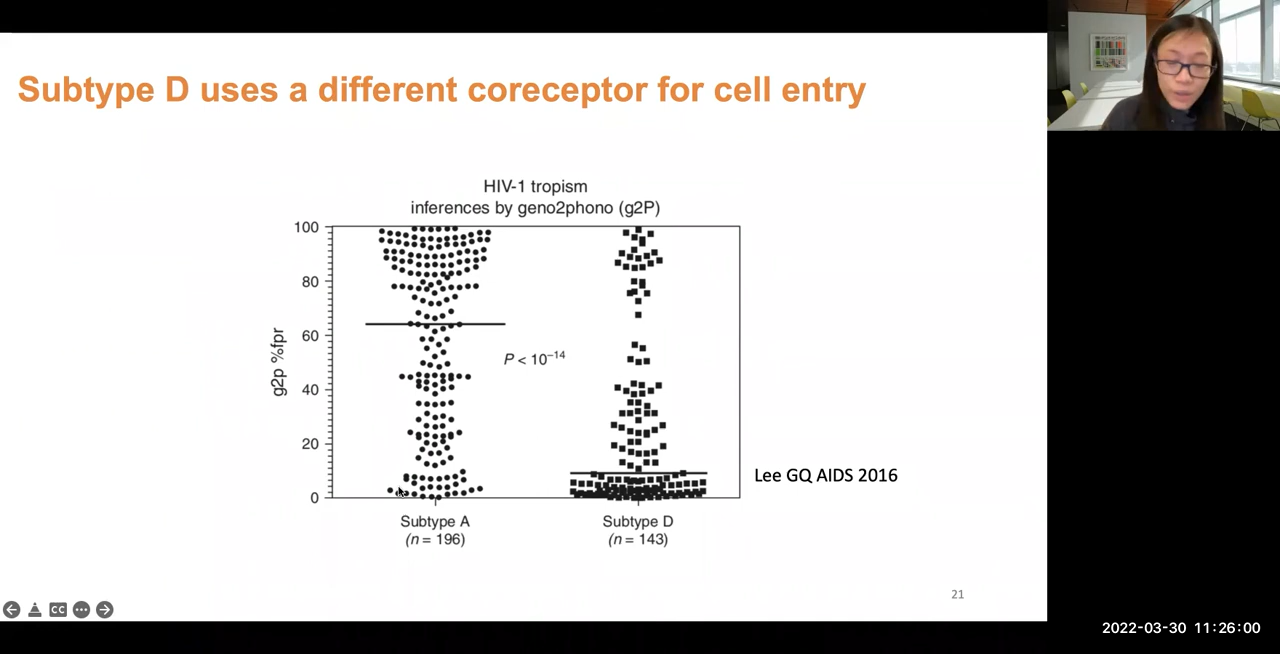 Subtype D uses a different coreceptor for cell entry
HIV-1 tropism
inferences by geno2phono (g2P)
100
80
60
40
20
0
g2p %fpr
P < 10⁻¹⁴
Subtype A
(n = 196)
Subtype D
(n = 143)
Lee GQ AIDS 2016
21
CC
2022-03-30 11:26:00